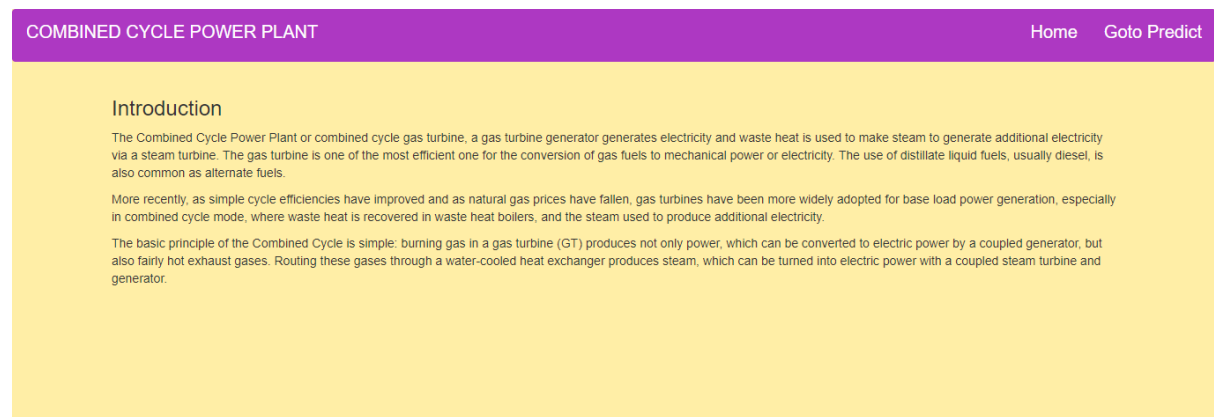 COMBINED CYCLE POWER PLANT
Home
Goto Predict
Introduction
The Combined Cycle Power Plant or combined cycle gas turbine, a gas turbine generator generates electricity and waste heat is used to make steam to generate additional electricity
via a steam turbine. The gas turbine is one of the most efficient one for the conversion of gas fuels to mechanical power or electricity. The use of distillate liquid fuels, usually diesel, is
also common as alternate fuels.
More recently, as simple cycle efficiencies have improved and as natural gas prices have fallen, gas turbines have been more widely adopted for base load power generation, especially
in combined cycle mode, where waste heat is recovered in waste heat boilers, and the steam used to produce additional electricity.
The basic principle of the Combined Cycle is simple: burning gas in a gas turbine (GT) produces not only power, which can be converted to electric power by a coupled generator, but
also fairly hot exhaust gases. Routing these gases through a water-cooled heat exchanger produces steam, which can be turned into electric power with a coupled steam turbine and
generator.